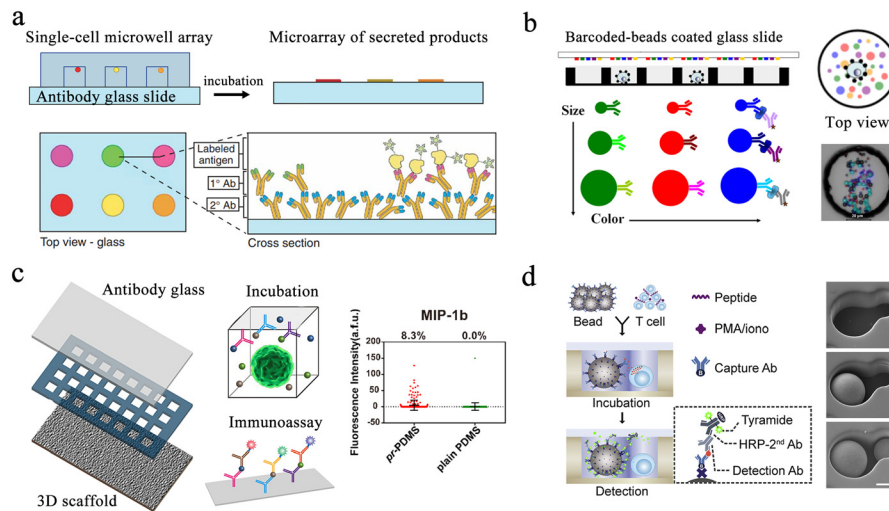 a
Single-cell microwell array
Microarray of secreted products
incubation
Antibody glass slide
Labeled
antigen
1° Ab
2° Ab
Top view - glass
Cross section
b
Barcoded-beads coated glass slide
Size
Color
Top view
20 μm
c
Antibody glass
3D scaffold
Incubation
Immunoassay
MIP-1b
8.3%
0.0%
Fluorescence Intensity(a.f.u.)
200
150
100
50
0
-50
pr-PDMS
plain PDMS
d
Bead
T cell
Incubation
Detection
Peptide
PMA/iono
Capture Ab
Tyramide
HRP-2nd Ab
Detection Ab